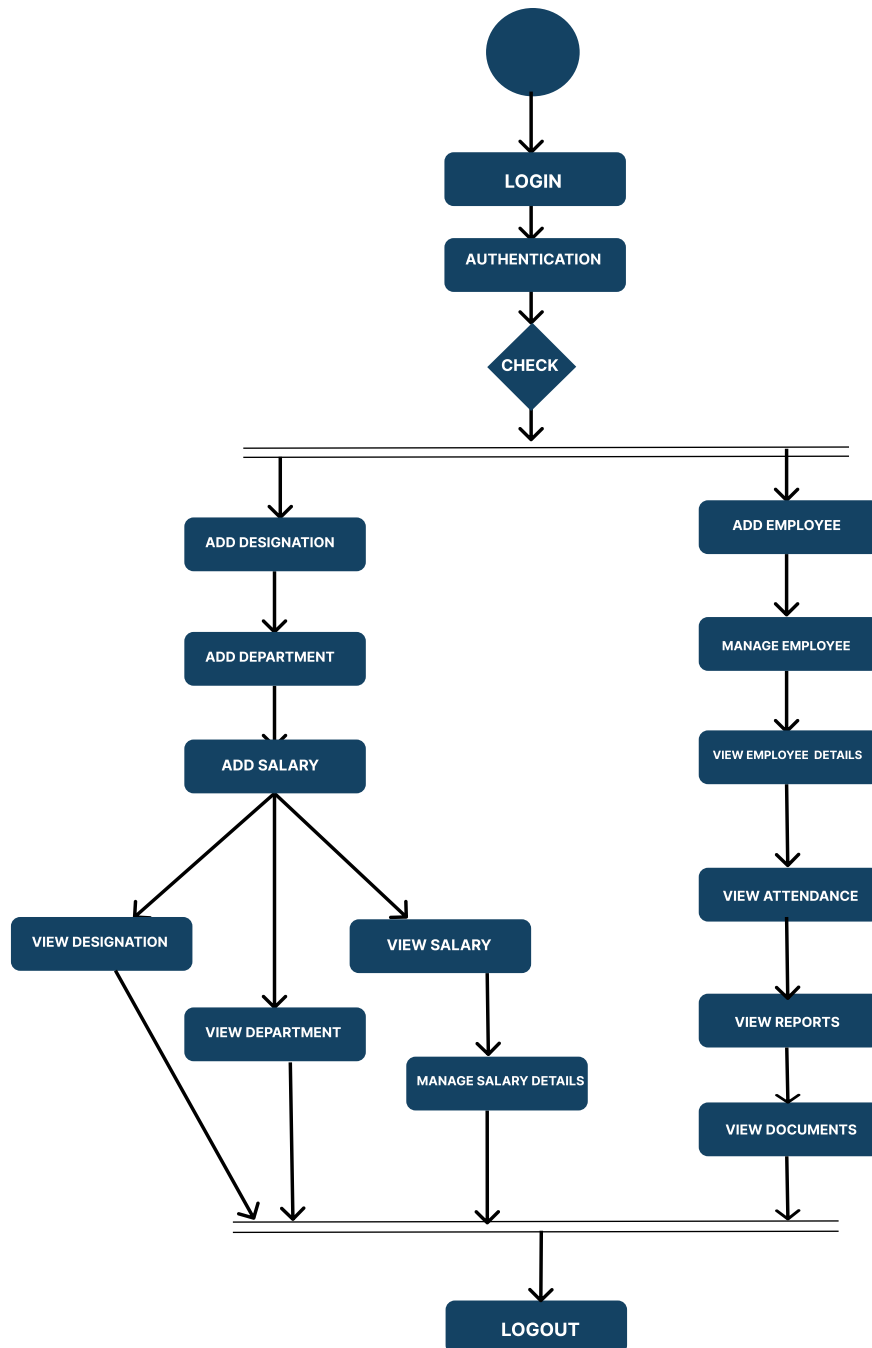 LOGIN
AUTHENTICATION
CHECK
ADD DESIGNATION
ADD DEPARTMENT
ADD SALARY
VIEW DESIGNATION
VIEW SALARY
VIEW DEPARTMENT
MANAGE SALARY DETAILS
ADD EMPLOYEE
MANAGE EMPLOYEE
VIEW EMPLOYEE DETAILS
VIEW ATTENDANCE
VIEW REPORTS
VIEW DOCUMENTS
LOGOUT